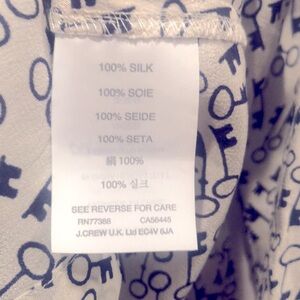 100% SILK
100% SOIE
100% SEIDE
100% SETA
絹 100%
100% 실크
SEE REVERSE FOR CARE
RN77388 CA56445
J.CREW U.K. Ltd EC4V 6JA